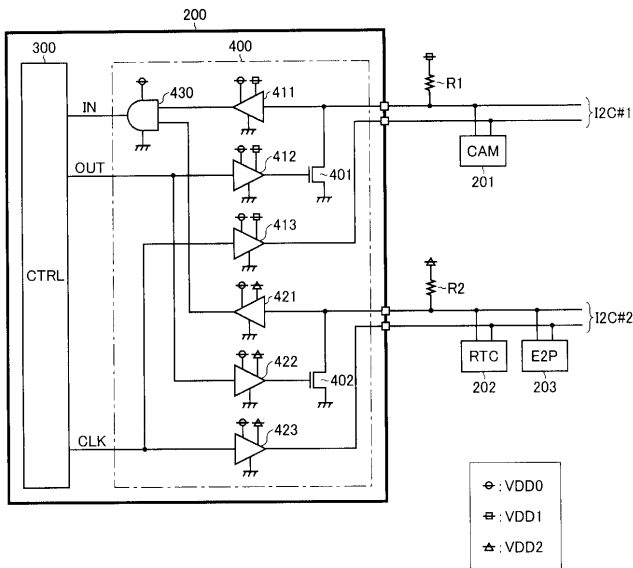 200
300
400
430
411
R1
IN
I2C#1
CAM
201
OUT
412
401
413
CTRL
421
R2
I2C#2
422
402
RTC
E2P
202
203
CLK
423
: VDD0
: VDD1
: VDD2